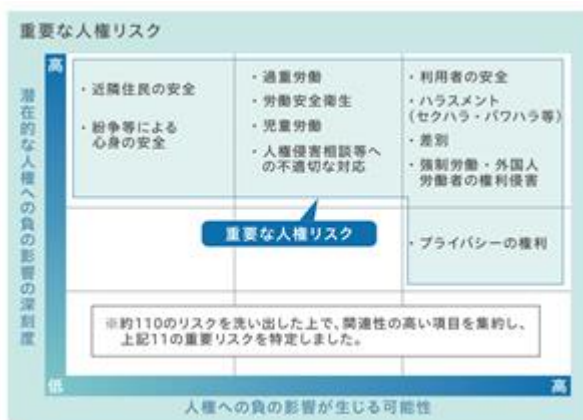 重要な人権リスク
高
潜在的な人権への負の影響の深刻度
・近隣住民の安全
・紛争等による
心身の安全
・過重労働
・労働安全衛生
・児童労働
・人権侵害相談等へ
の不適切な対応
・利用者の安全
・ハラスメント
(セクハラ・パワハラ等)
・差別
・強制労働・外国人
労働者の権利侵害
重要な人権リスク
・プライバシーの権利
※約110のリスクを洗い出した上で、関連性の高い項目を集約し、
上記11の重要リスクを特定しました。
低
高
人権への負の影響が生じる可能性